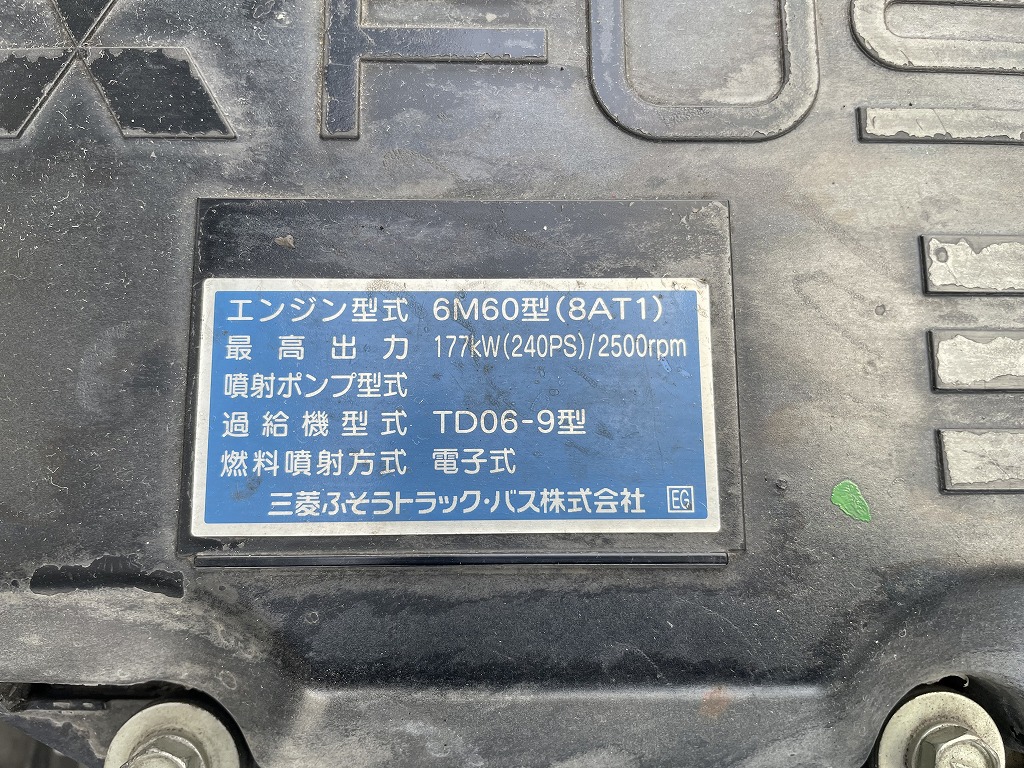 FUS
エンジン型式 6M60型(8AT1)
最高出力 177kW(240PS)/2500rpm
噴射ポンプ型式
過給機型式 TD06-9型
燃料噴射方式 電子式
三菱ふそうトラック・バス株式会社 EG